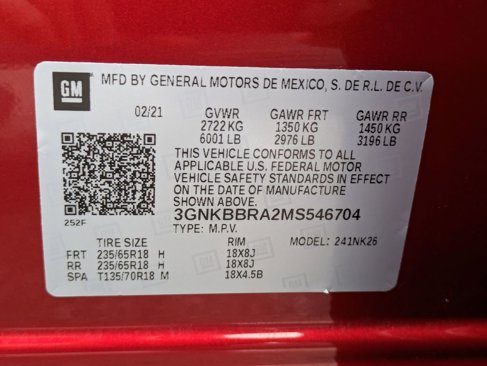 GM
MFD BY GENERAL MOTORS DE MEXICO, S. DE R.L. DE C.V.
02/21 GVWR GAWR FRT GAWR RR
2722 KG 1350 KG 1450 KG
6001 LB 2976 LB 3196 LB
THIS VEHICLE CONFORMS TO ALL
APPLICABLE U.S. FEDERAL MOTOR
VEHICLE SAFETY STANDARDS IN EFFECT
ON THE DATE OF MANUFACTURE
SHOWN ABOVE.
3GNKBBRA2MS546704
252F TYPE: M.P.V.
TIRE SIZE RIM MODEL: 241NK26
FRT 235/65R18 H 18X8J
RR 235/65R18 H 18X8J
SPA T135/70R18 M 18X4.5B